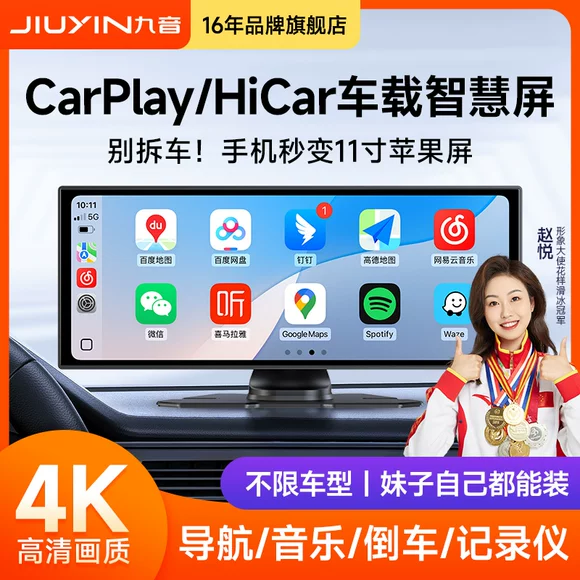 JIUYIN九音
16年品牌旗舰店
CarPlay/HiCar车载智慧屏
别拆车！手机秒变11寸苹果屏
10:11
5G
du
1
百度地图
百度网盘
钉钉
高德地图
网易云音乐
听
微信
喜马拉雅
Google Maps
Spotify
Waze
形象大使花样滑冰冠军
赵悦
4K
高清画质
不限车型｜妹子自己都能装
导航/音乐/倒车/记录仪